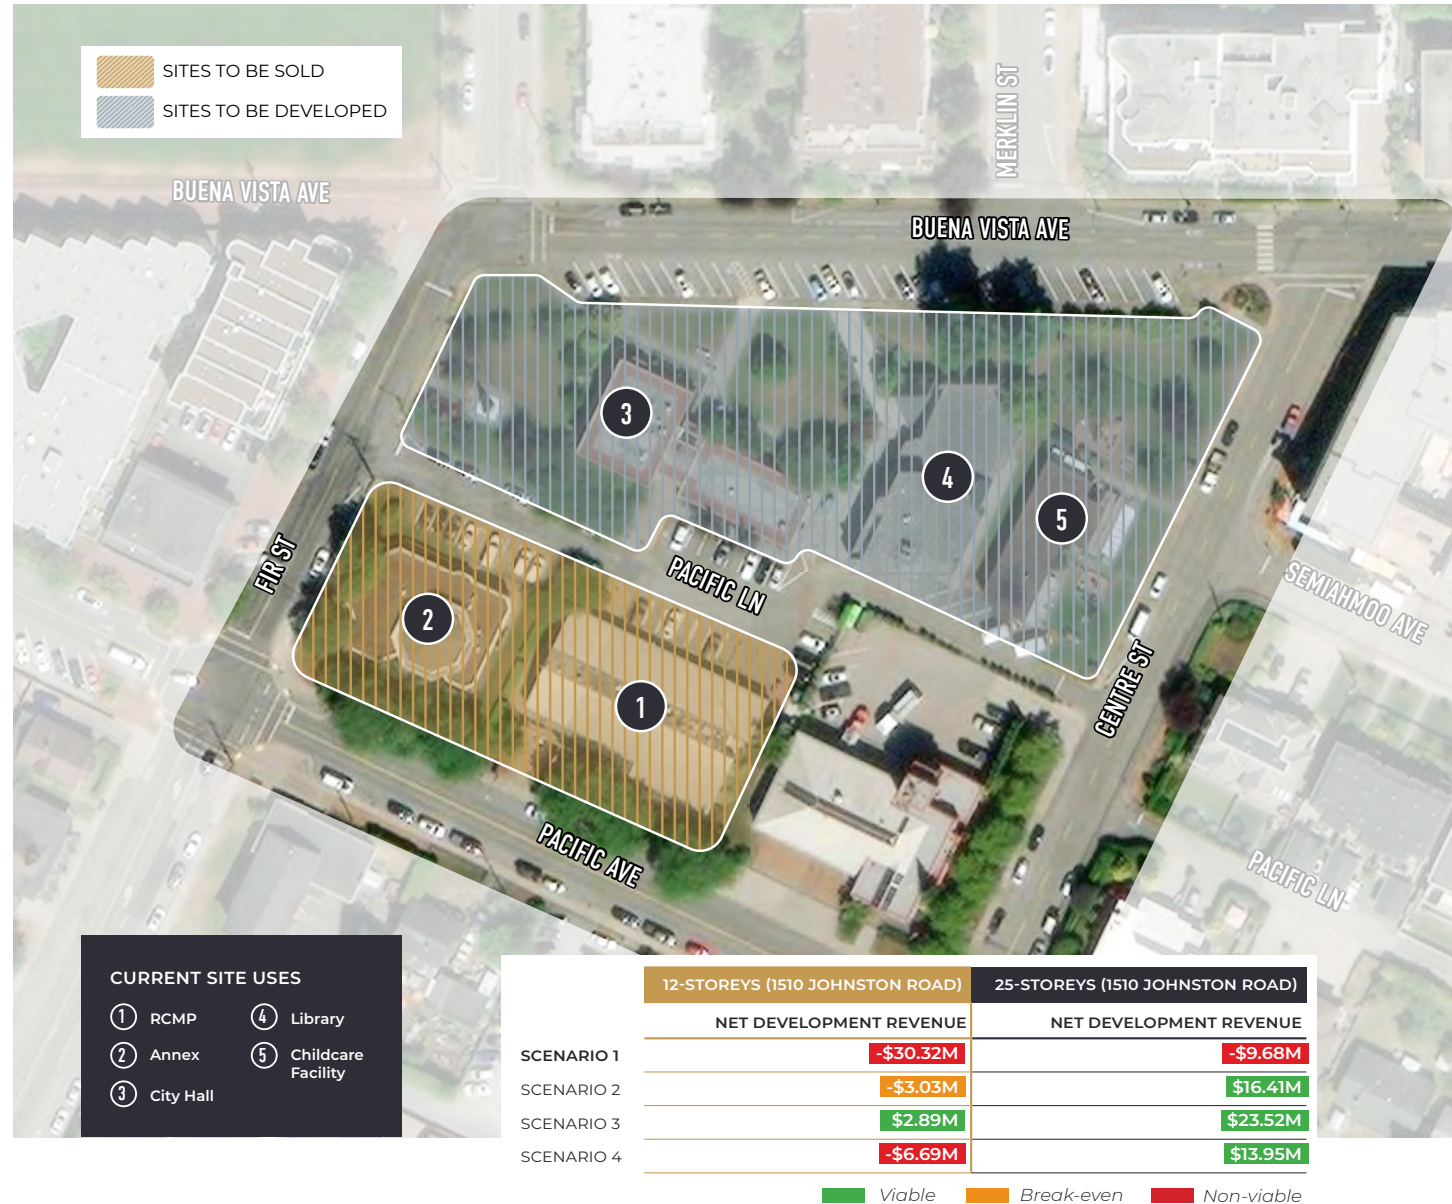 SITES TO BE SOLD
SITES TO BE DEVELOPED
MERKLIN ST
BUENA VISTA AVE
BUENA VISTA AVE
3
4
5
FIR ST
PACIFIC LN
SEMIAHMOO AVE
2
1
CENTRE ST
PACIFIC AVE
PACIFIC LN
CURRENT SITE USES
1 RCMP
2 Annex
3 City Hall
4 Library
5 Childcare
Facility
12-STOREYS (1510 JOHNSTON ROAD) 25-STOREYS (1510 JOHNSTON ROAD)
NET DEVELOPMENT REVENUE NET DEVELOPMENT REVENUE
SCENARIO 1 -$30.32M -$9.68M
SCENARIO 2 -$3.03M $16.41M
SCENARIO 3 $2.89M $23.52M
SCENARIO 4 -$6.69M $13.95M
Viable Break-even Non-viable